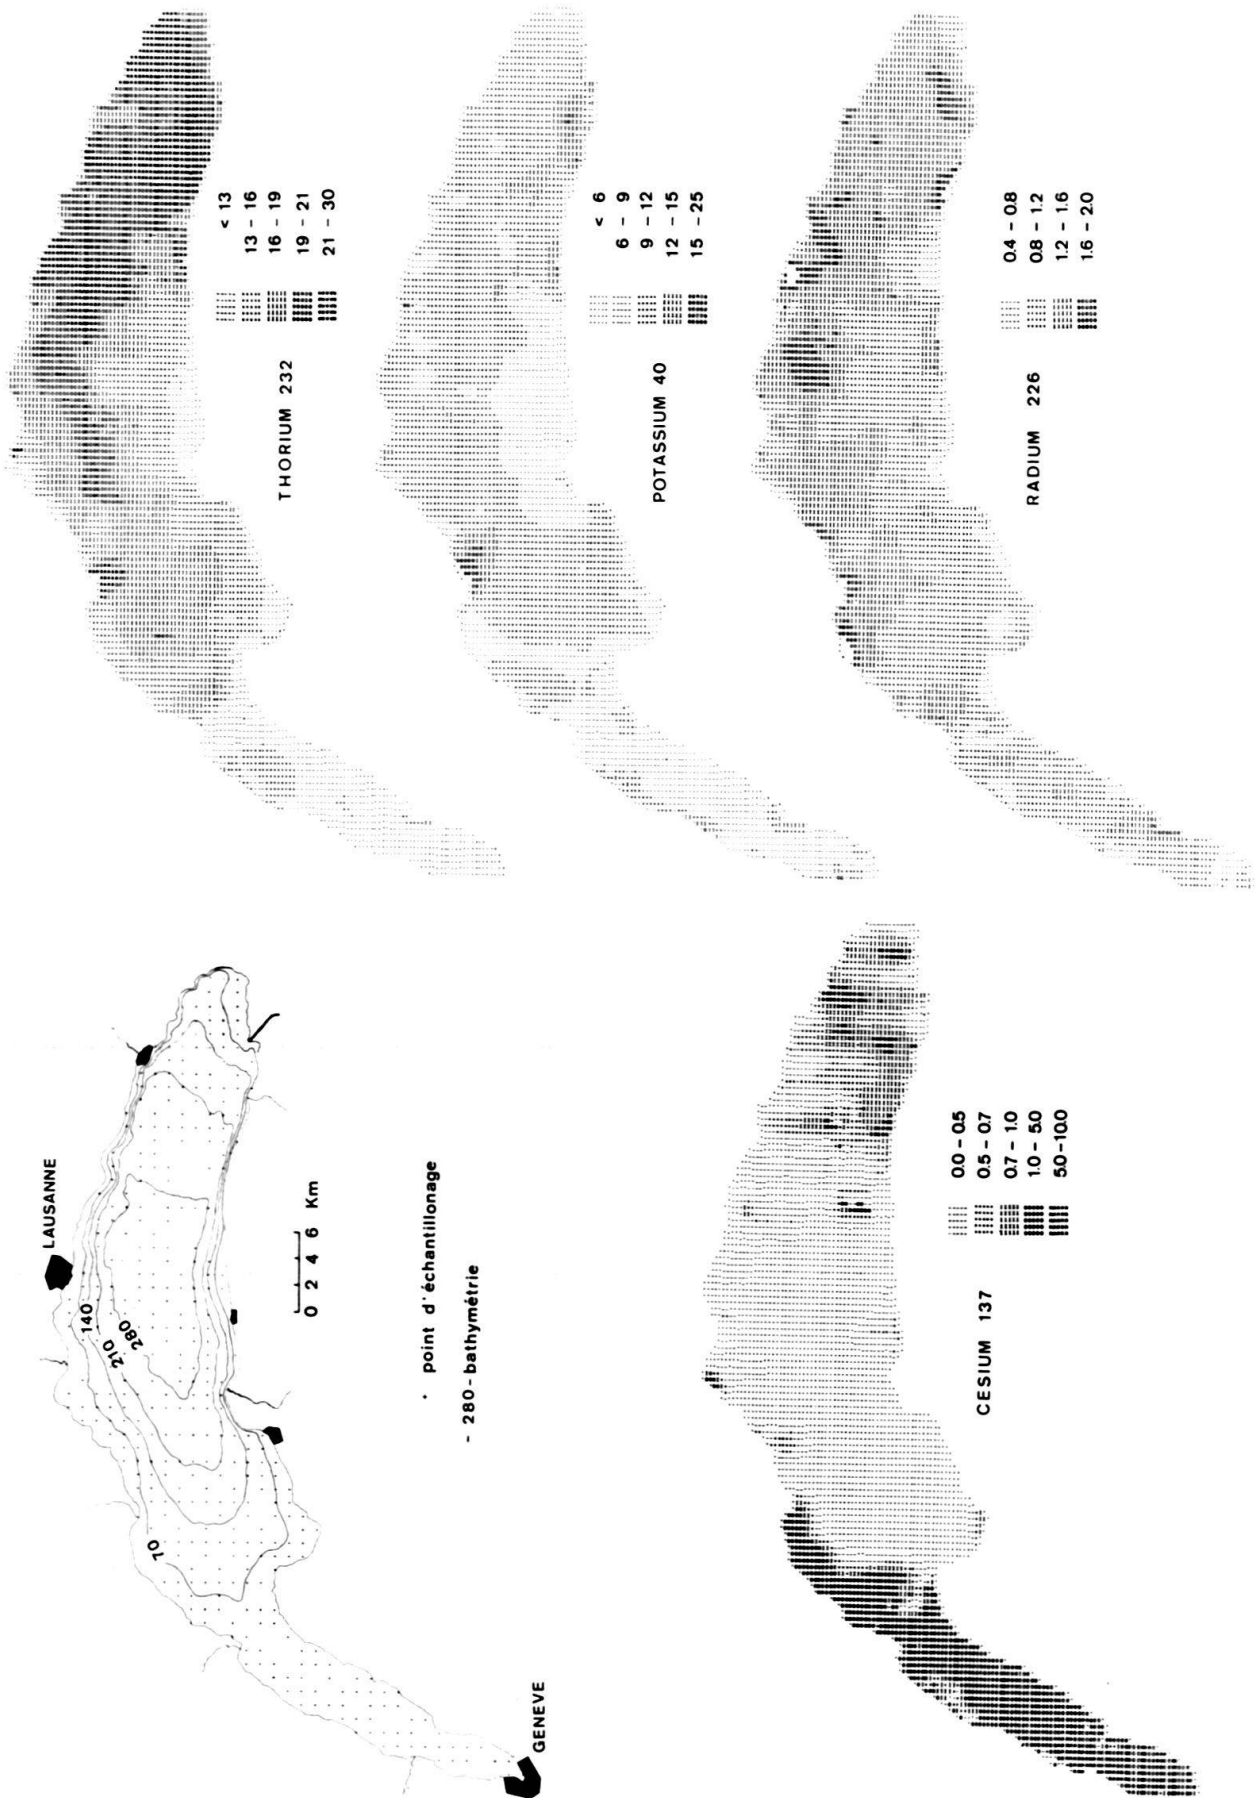 LAUSANNE
140
210
280
70
GENEVE
0 2 4 6 Km
· point d'échantillonage
- 280 - bathymétrie
THORIUM 232
< 13
13 - 16
16 - 19
19 - 21
21 - 30
POTASSIUM 40
< 6
6 - 9
9 - 12
12 - 15
15 - 25
RADIUM 226
0.4 - 0.8
0.8 - 1.2
1.2 - 1.6
1.6 - 2.0
CESIUM 137
0.0 - 0.5
0.5 - 0.7
0.7 - 1.0
1.0 - 5.0
5.0-10.0